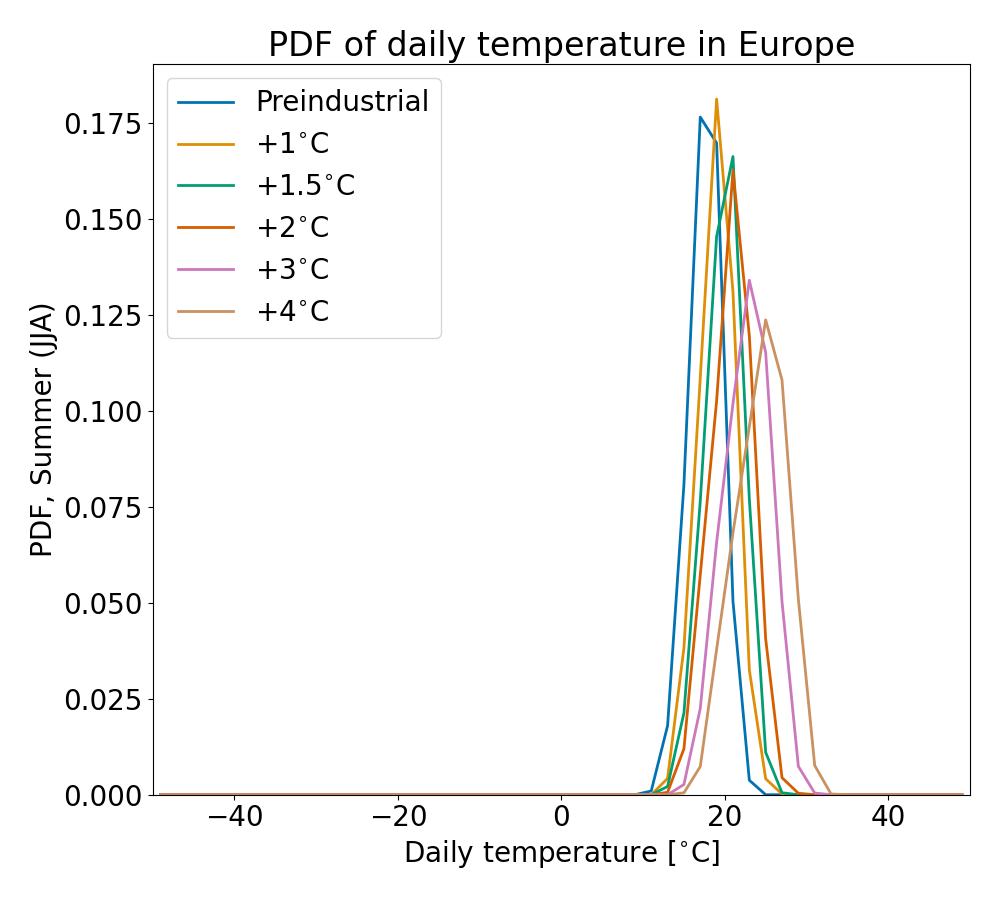 PDF of daily temperature in Europe
Preindustrial
+1°C
+1.5°C
+2°C
+3°C
+4°C
PDF, Summer (JJA)
0.175
0.150
0.125
0.100
0.075
0.050
0.025
0.000
−40
−20
0
20
40
Daily temperature [°C]